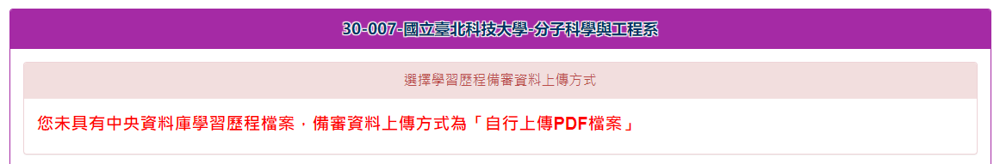 30-007-國立臺北科技大學-分子科學與工程系
選擇學習歷程備審資料上傳方式
您未具有中央資料庫學習歷程檔案，備審資料上傳方式為「自行上傳PDF檔案」